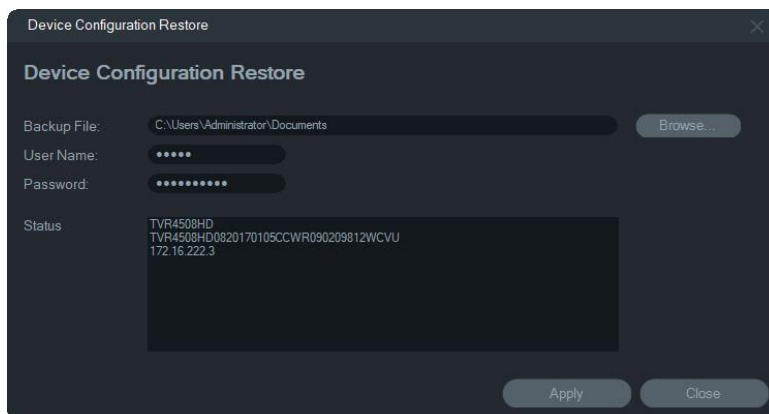 Device Configuration Restore
Device Configuration Restore
Backup File: C:\Users\Administrator\Documents Browse...
User Name: •••••
Password: ••••••••••
Status
TVR4508HD
TVR4508HD0820170105CCWR090209812WCVU
172.16.222.3
Apply Close